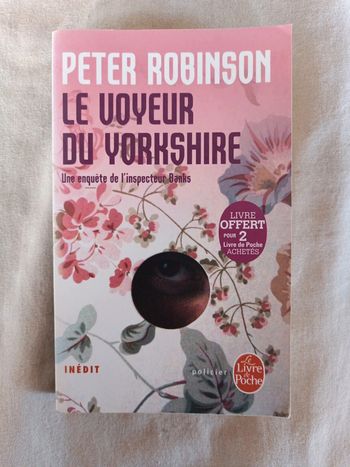 PETER ROBINSON
LE VOYEUR
DU YORKSHIRE
Une enquête de l'inspecteur Banks
LIVRE
OFFERT
POUR 2
Livre de Poche
ACHETÉS
INÉDIT
policier
Le
Livre
de
Poche